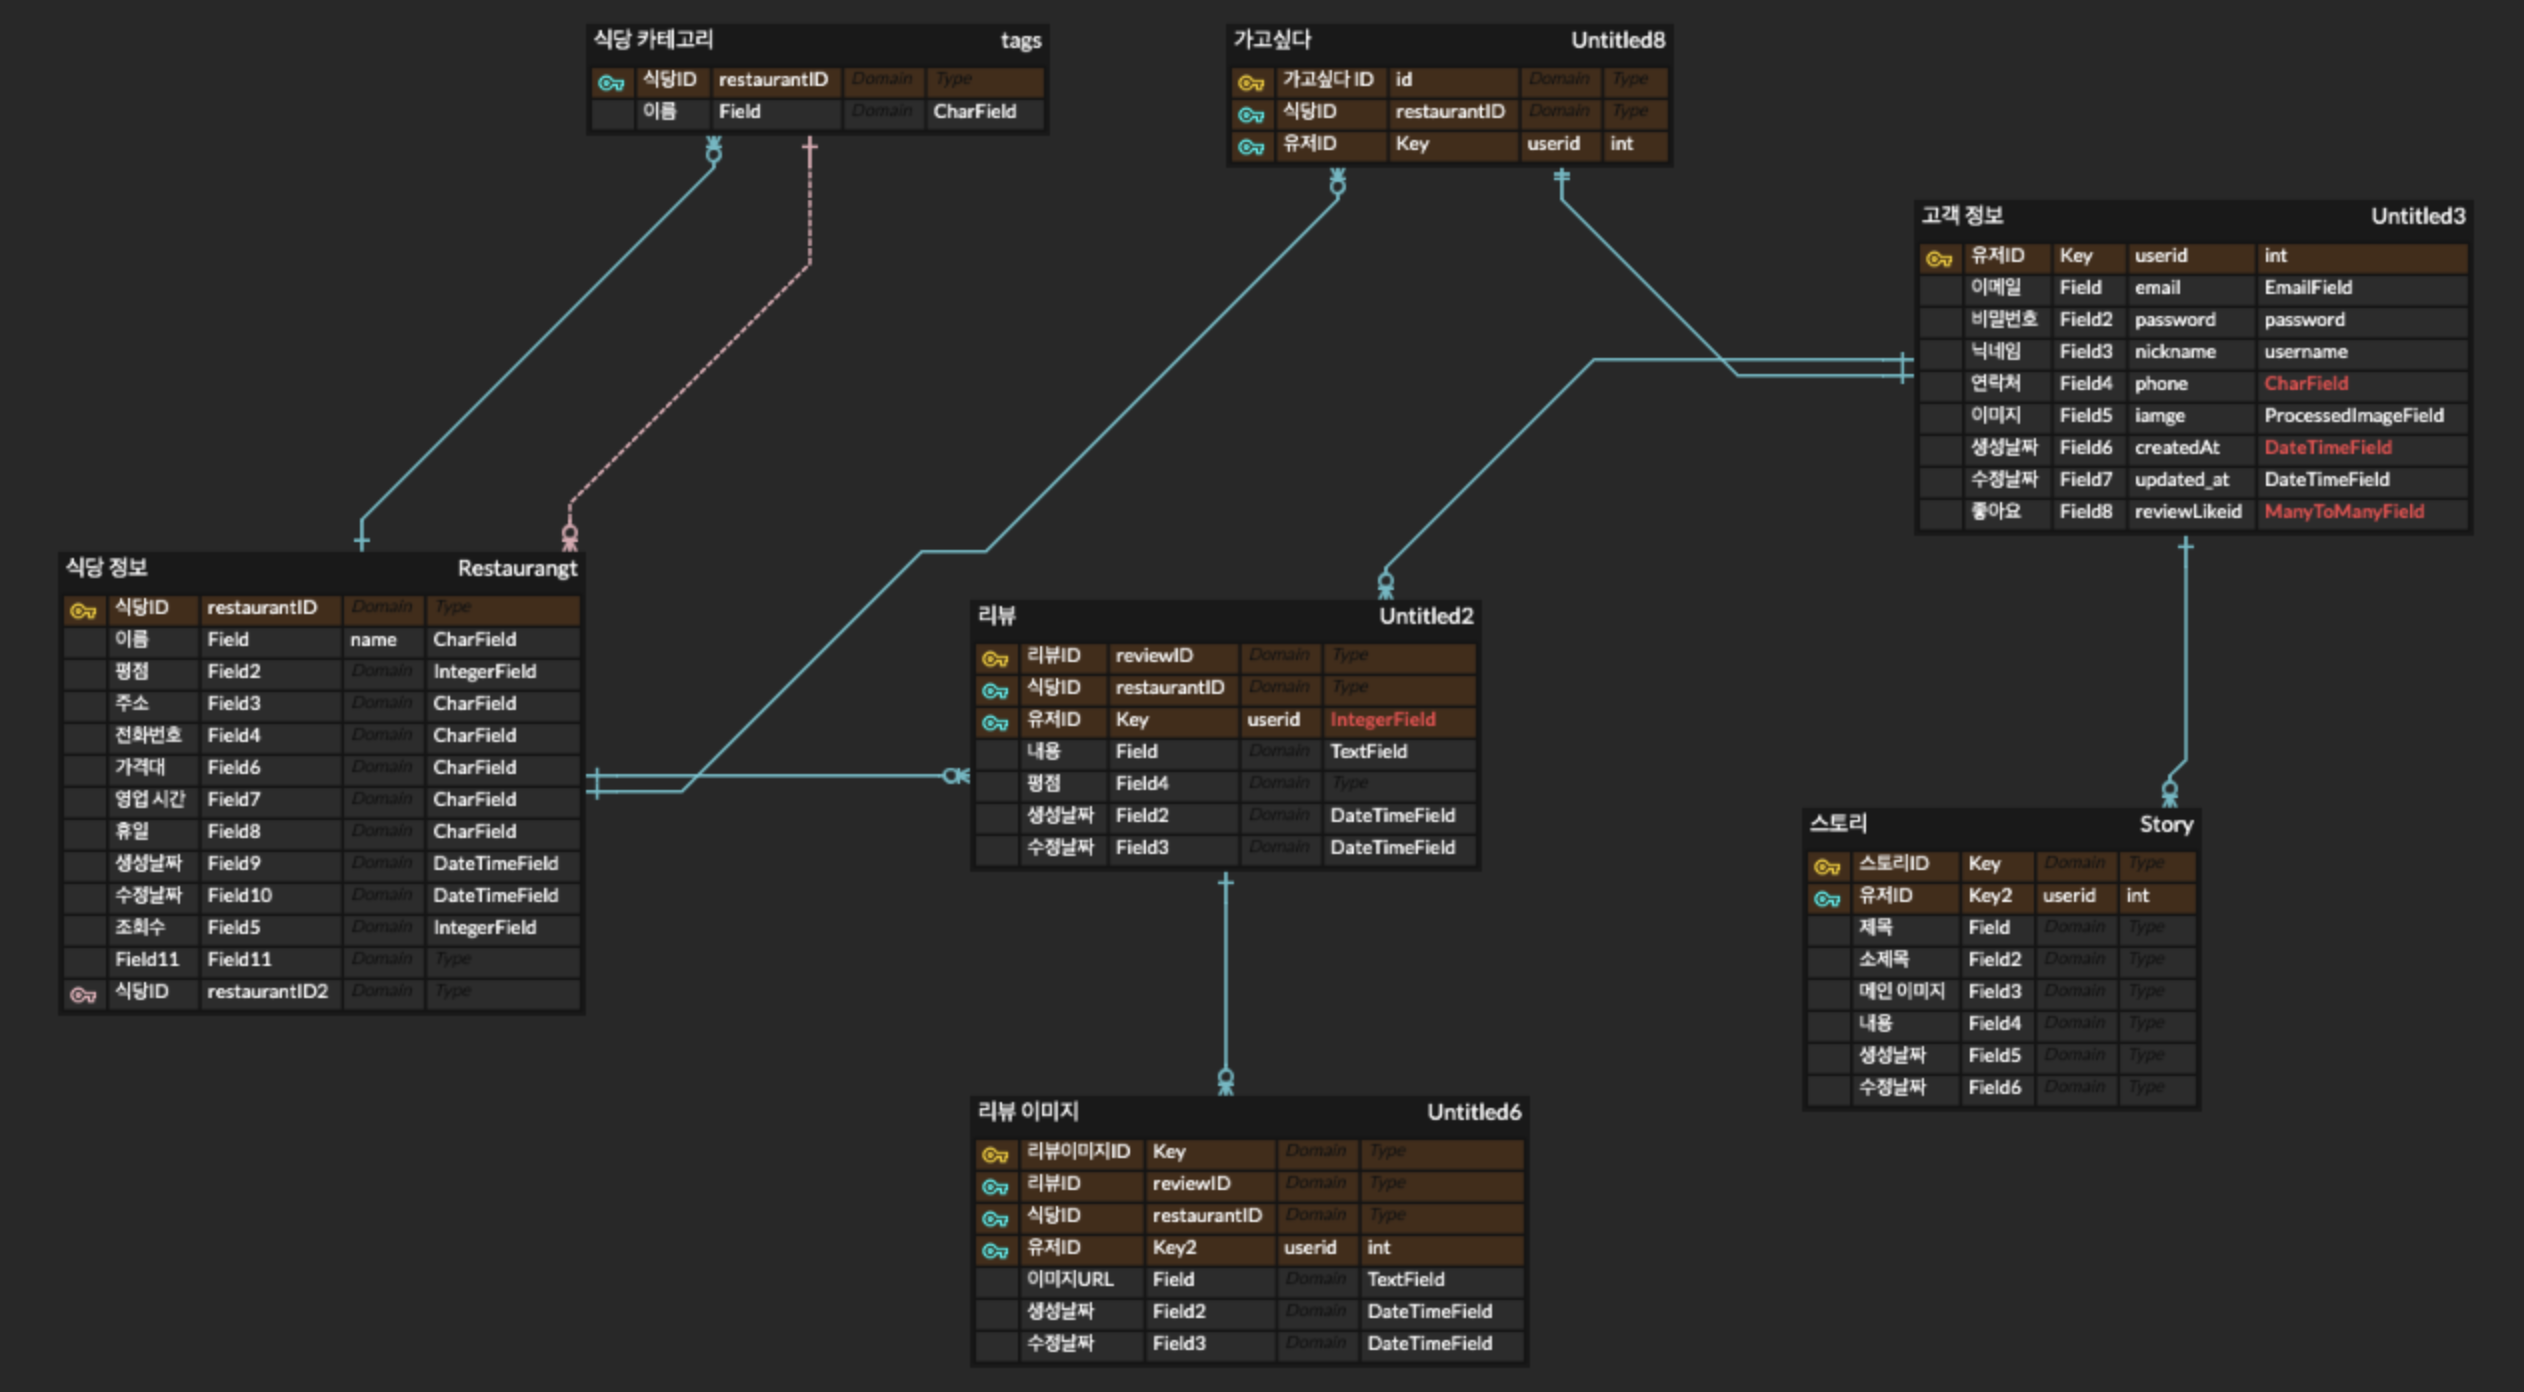 식당 카테고리 tags
식당ID restaurantID Domain Type
이름 Field Domain CharField
가고싶다 Untitled8
가고싶다 ID id Domain Type
식당ID restaurantID Domain Type
유저ID Key userid int
고객 정보 Untitled3
유저ID Key userid int
이메일 Field email EmailField
비밀번호 Field2 password password
닉네임 Field3 nickname username
연락처 Field4 phone CharField
이미지 Field5 iamge ProcessedImageField
생성날짜 Field6 createdAt DateTimeField
수정날짜 Field7 updated_at DateTimeField
좋아요 Field8 reviewLikeid ManyToManyField
식당 정보 Restaurangt
식당ID restaurantID Domain Type
이름 Field name CharField
평점 Field2 Domain IntegerField
주소 Field3 Domain CharField
전화번호 Field4 Domain CharField
가격대 Field6 Domain CharField
영업 시간 Field7 Domain CharField
휴일 Field8 Domain CharField
생성날짜 Field9 Domain DateTimeField
수정날짜 Field10 Domain DateTimeField
조회수 Field5 Domain IntegerField
Field11 Field11 Domain Type
식당ID restaurantID2 Domain Type
리뷰 Untitled2
리뷰ID reviewID Domain Type
식당ID restaurantID Domain Type
유저ID Key userid IntegerField
내용 Field Domain TextField
평점 Field4 Domain Type
생성날짜 Field2 Domain DateTimeField
수정날짜 Field3 Domain DateTimeField
스토리 Story
스토리ID Key Domain Type
유저ID Key2 userid int
제목 Field Domain Type
소제목 Field2 Domain Type
메인 이미지 Field3 Domain Type
내용 Field4 Domain Type
생성날짜 Field5 Domain Type
수정날짜 Field6 Domain Type
리뷰 이미지 Untitled6
리뷰이미지ID Key Domain Type
리뷰ID reviewID Domain Type
식당ID restaurantID Domain Type
유저ID Key2 userid int
이미지URL Field Domain TextField
생성날짜 Field2 Domain DateTimeField
수정날짜 Field3 Domain DateTimeField